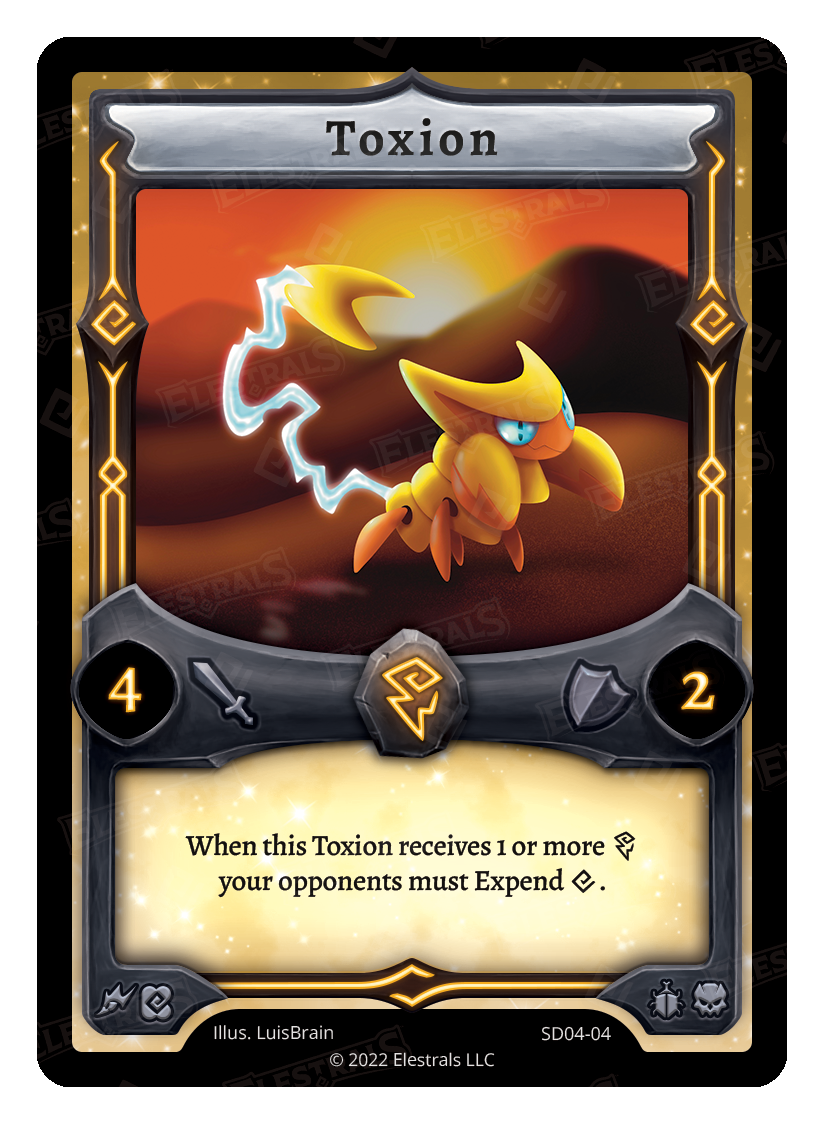 Toxion
4
2
When this Toxion receives 1 or more
your opponents must Expend .
Illus. LuisBrain
SD04-04
© 2022 Elestrals LLC
ELESTRALS